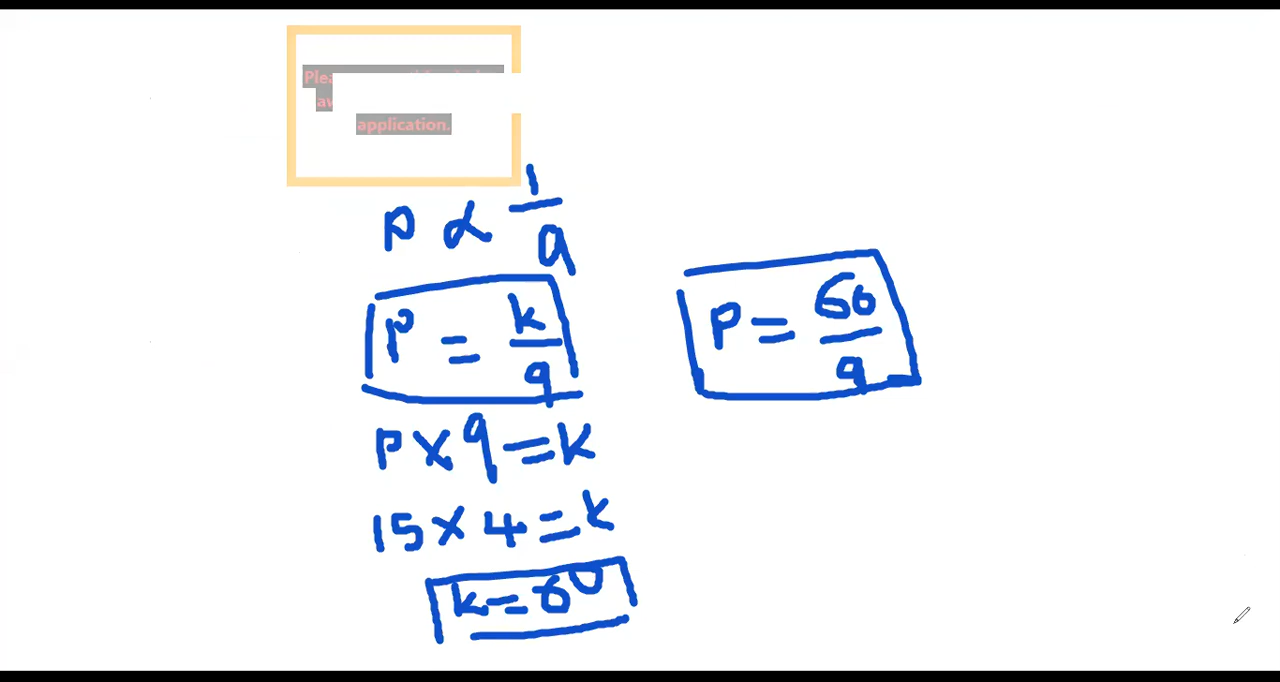 application.
P ∝ 1/q
P = k/q
P × q = k
15 × 4 = k
k = 60
P = 60/q